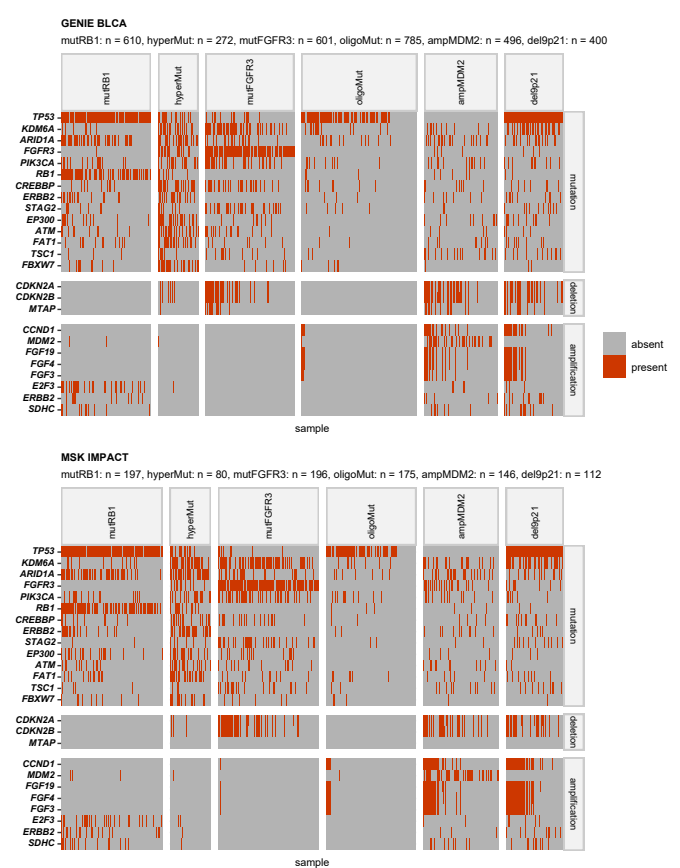 GENIE BLCA
mutRB1: n = 610, hyperMut: n = 272, mutFGFR3: n = 601, oligoMut: n = 785, ampMDM2: n = 496, del9p21: n = 400
mutRB1
hyperMut
mutFGFR3
oligoMut
ampMDM2
del9p21
TP53
KDM6A
ARID1A
FGFR3
PIK3CA
RB1
CREBBP
ERBB2
STAG2
EP300
ATM
FAT1
TSC1
FBXW7
mutation
CDKN2A
CDKN2B
MTAP
deletion
CCND1
MDM2
FGF19
FGF4
FGF3
E2F3
ERBB2
SDHC
amplification
absent
present
sample
MSK IMPACT
mutRB1: n = 197, hyperMut: n = 80, mutFGFR3: n = 196, oligoMut: n = 175, ampMDM2: n = 146, del9p21: n = 112
mutRB1
hyperMut
mutFGFR3
oligoMut
ampMDM2
del9p21
TP53
KDM6A
ARID1A
FGFR3
PIK3CA
RB1
CREBBP
ERBB2
STAG2
EP300
ATM
FAT1
TSC1
FBXW7
mutation
CDKN2A
CDKN2B
MTAP
deletion
CCND1
MDM2
FGF19
FGF4
FGF3
E2F3
ERBB2
SDHC
amplification
sample